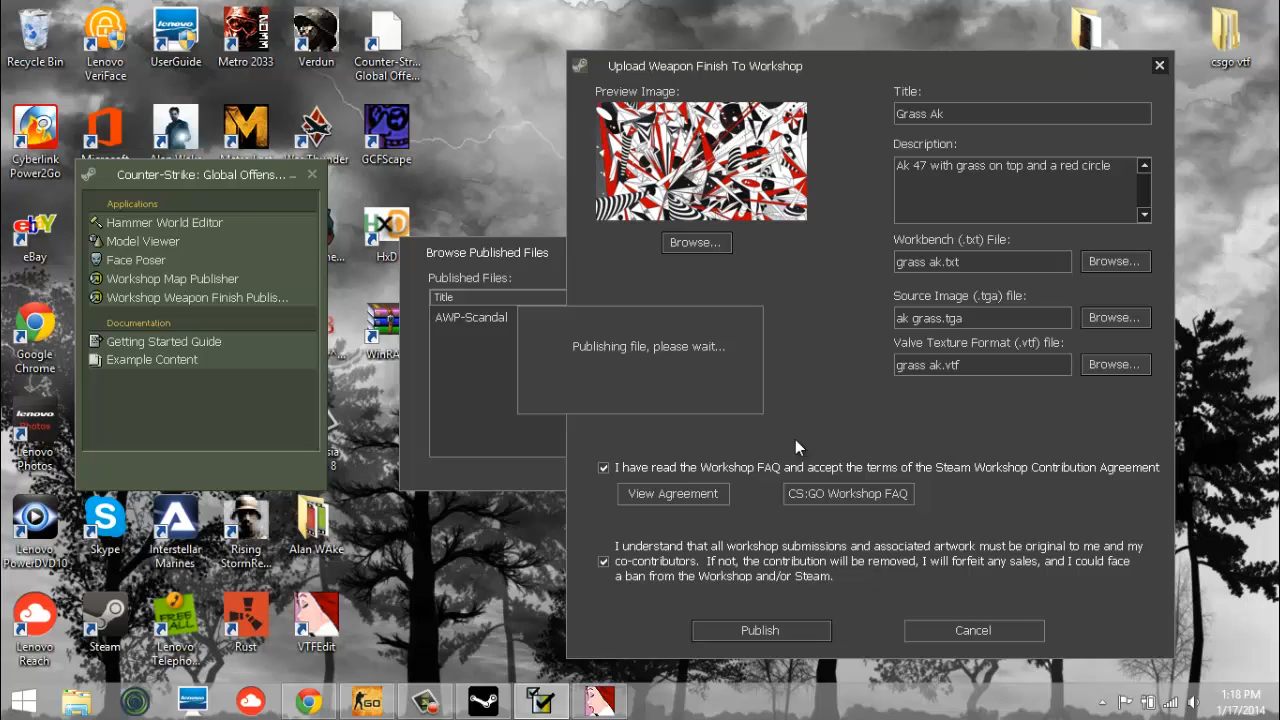 Recycle Bin
Lenovo
VeriFace
UserGuide
Metro 2033
Verdun
Counter-Str...
Global Offe...
csgo vtf
Cyberlink
Power2Go
GCFScape
eBay
HxD
Google
Chrome
Lenovo
Photos
Lenovo
PowerDVD10
Skype
Interstellar
Marines
Rising
StormRe...
Alan WAke
Lenovo
Reach
Steam
Lenovo
Telepho...
Rust
VTFEdit
Counter-Strike: Global Offens...
Applications
Hammer World Editor
Model Viewer
Face Poser
Workshop Map Publisher
Workshop Weapon Finish Publis...
Documentation
Getting Started Guide
Example Content
Browse Published Files
Published Files:
Title
AWP-Scandal
Publishing file, please wait...
Upload Weapon Finish To Workshop
Preview Image:
Browse...
Title:
Grass Ak
Description:
Ak 47 with grass on top and a red circle
Workbench (.txt) File:
grass ak.txt
Browse...
Source Image (.tga) file:
ak grass.tga
Browse...
Valve Texture Format (.vtf) file:
grass ak.vtf
Browse...
I have read the Workshop FAQ and accept the terms of the Steam Workshop Contribution Agreement
View Agreement
CS:GO Workshop FAQ
I understand that all workshop submissions and associated artwork must be original to me and my
co-contributors. If not, the contribution will be removed, I will forfeit any sales, and I could face
a ban from the Workshop and/or Steam.
Publish
Cancel
1:18 PM
1/17/2014